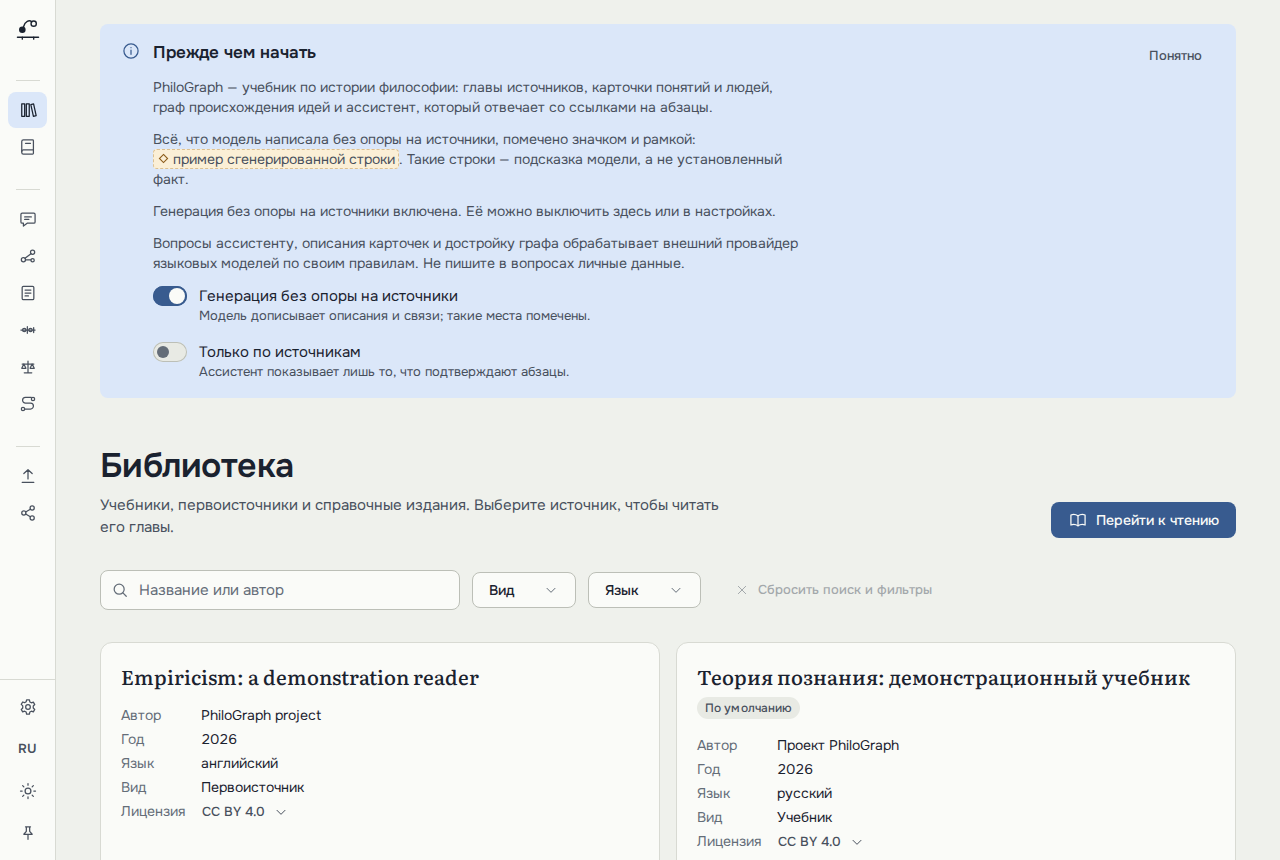 Прежде чем начать
Понятно
PhiloGraph — учебник по истории философии: главы источников, карточки понятий и людей,
граф происхождения идей и ассистент, который отвечает со ссылками на абзацы.
Всё, что модель написала без опоры на источники, помечено значком и рамкой:
◇ пример сгенерированной строки. Такие строки — подсказка модели, а не установленный
факт.
Генерация без опоры на источники включена. Её можно выключить здесь или в настройках.
Вопросы ассистенту, описания карточек и достройку графа обрабатывает внешний провайдер
языковых моделей по своим правилам. Не пишите в вопросах личные данные.
Генерация без опоры на источники
Модель дописывает описания и связи; такие места помечены.
Только по источникам
Ассистент показывает лишь то, что подтверждают абзацы.
Библиотека
Учебники, первоисточники и справочные издания. Выберите источник, чтобы читать
его главы.
Перейти к чтению
Название или автор
Вид
Язык
Сбросить поиск и фильтры
Empiricism: a demonstration reader
Автор PhiloGraph project
Год 2026
Язык английский
Вид Первоисточник
Лицензия CC BY 4.0
Теория познания: демонстрационный учебник
По умолчанию
Автор Проект PhiloGraph
Год 2026
Язык русский
Вид Учебник
Лицензия CC BY 4.0
RU